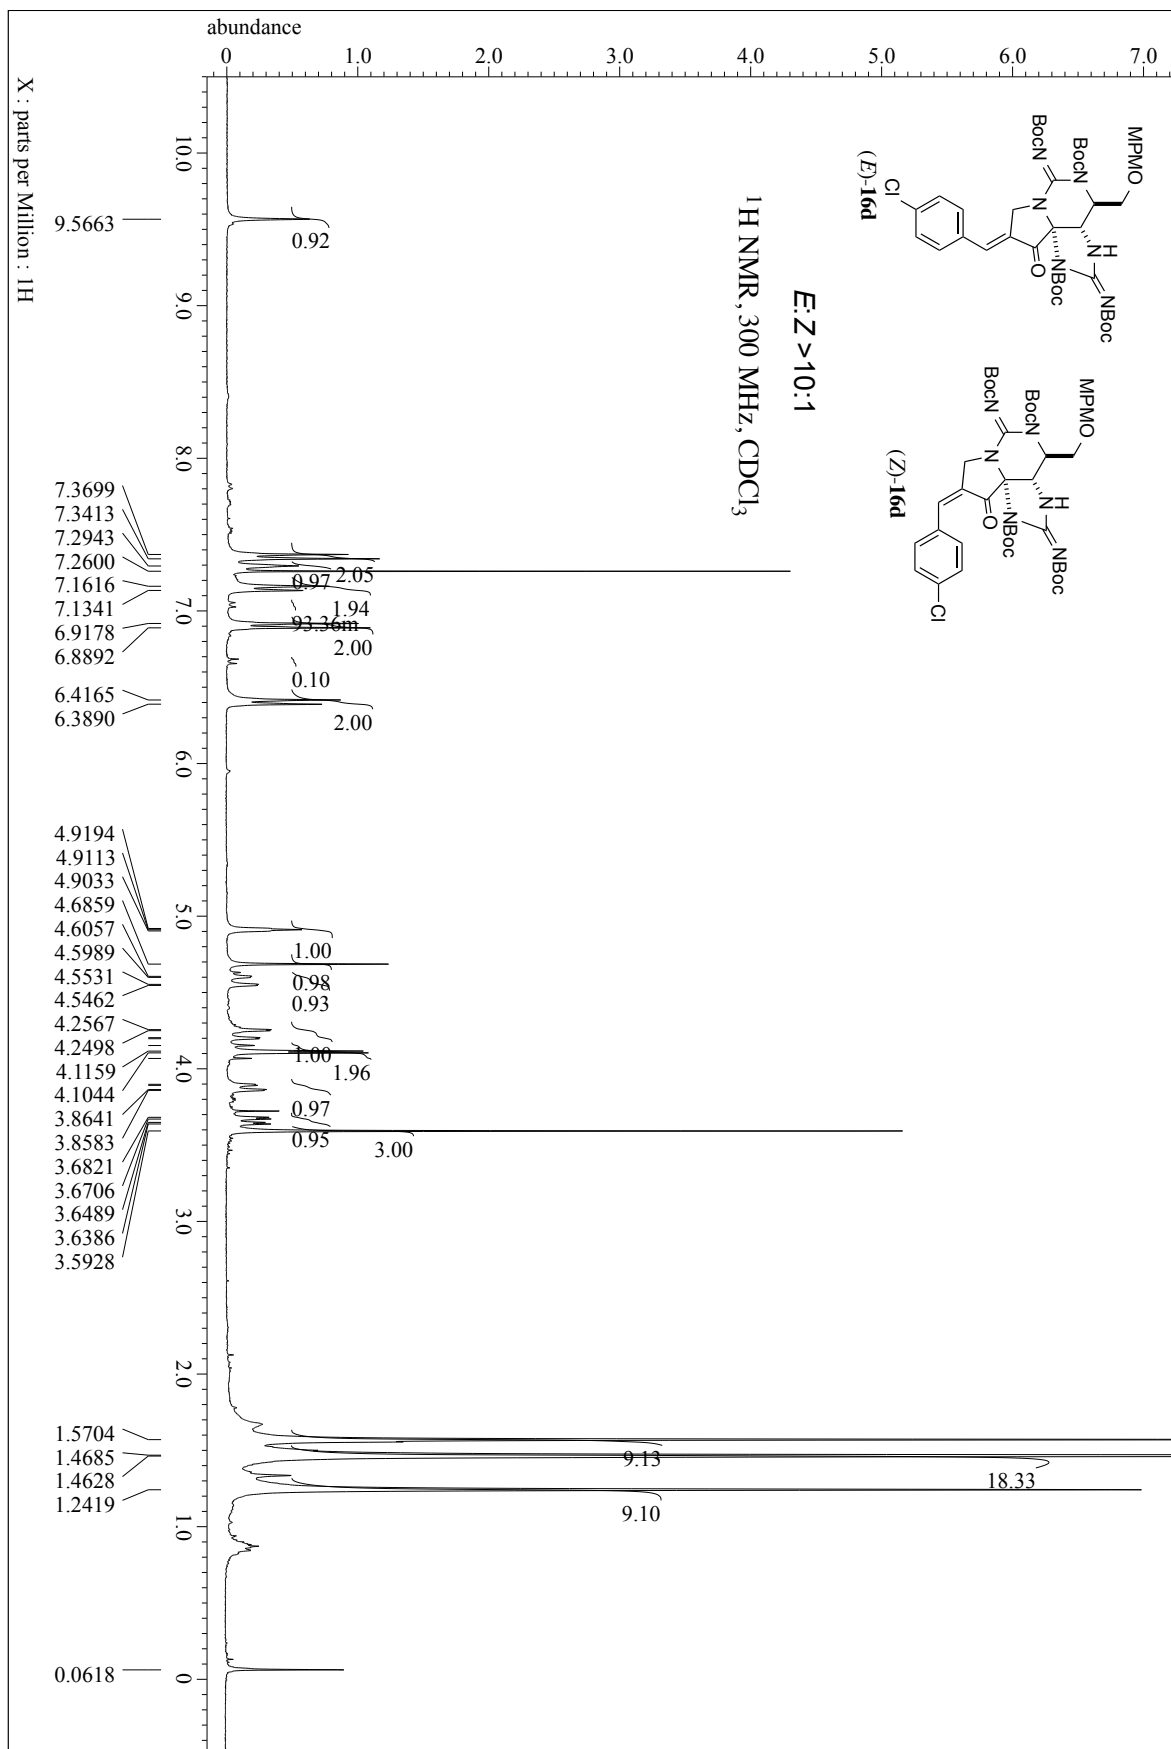 abundance
0 1.0 2.0 3.0 4.0 5.0 6.0 7.0
X : parts per Million : 1H
10.0 9.0 8.0 7.0 6.0 5.0 4.0 3.0 2.0 1.0 0
MPMO
BocN
BocN
N
N
H
NBoc
NBoc
O
Cl
(E)-16d
MPMO
BocN
BocN
N
N
H
NBoc
NBoc
O
Cl
(Z)-16d
E:Z >10:1
1H NMR, 300 MHz, CDCl3
9.5663
7.3699
7.3413
7.2943
7.2600
7.1616
7.1341
6.9178
6.8892
6.4165
6.3890
4.9194
4.9113
4.9033
4.6859
4.6057
4.5989
4.5531
4.5462
4.2567
4.2498
4.1159
4.1044
3.8641
3.8583
3.6821
3.6706
3.6489
3.6386
3.5928
1.5704
1.4685
1.4628
1.2419
0.0618
0.92
2.05
0.97
1.94
93.36m
2.00
0.10
2.00
1.00
0.98
0.93
1.00
1.96
0.97
0.95
3.00
9.13
18.33
9.10